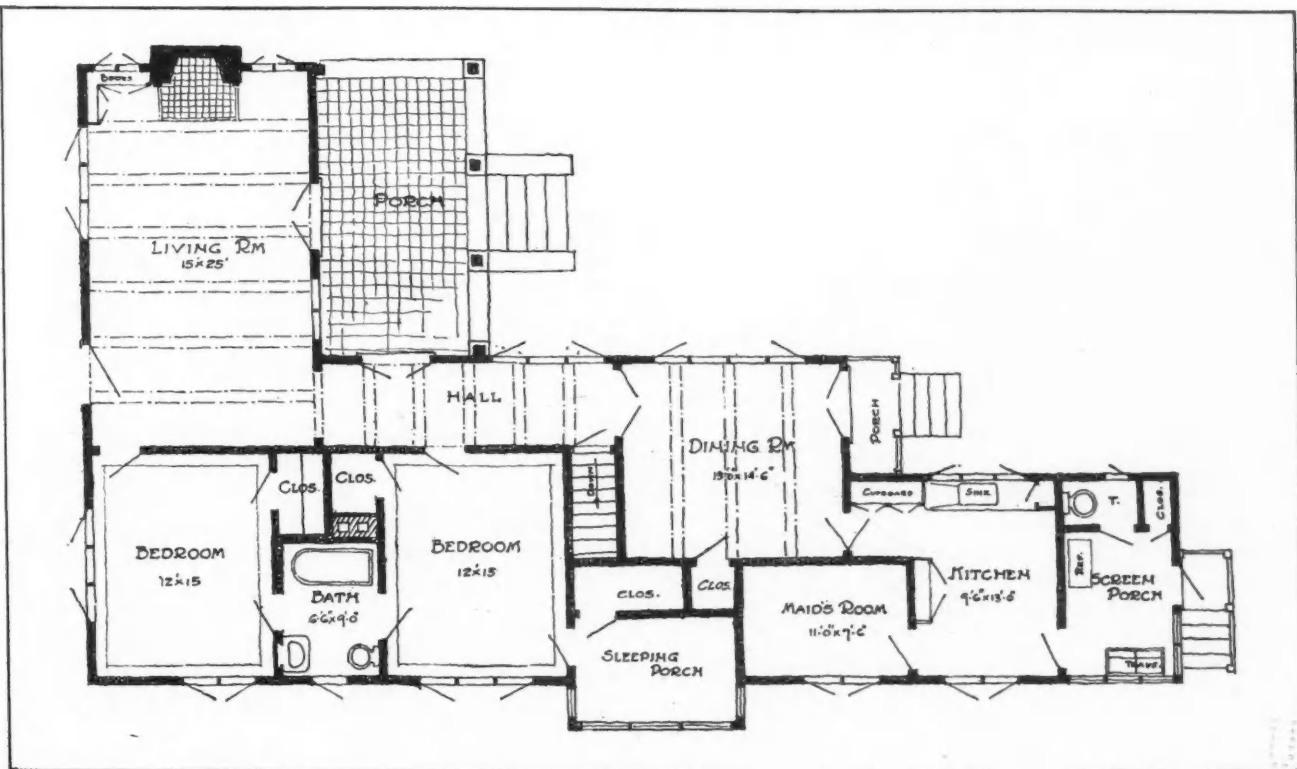 BOOKS
PORCH
LIVING RM
15'x25'
HALL
PORCH
DINING RM
15'0"x14'-6"
CLOS.
CLOS.
DOWN
CUPBOARD
SINK
T.
CLOS.
BEDROOM
12'x15
BEDROOM
12'x15
BATH
6'6"x9'-0"
CLOS.
CLOS.
REF.
KITCHEN
9'-6"x13'-6"
SCREEN
PORCH
MAID'S ROOM
11'-0"x9'-6"
SLEEPING
PORCH
TRAYS.